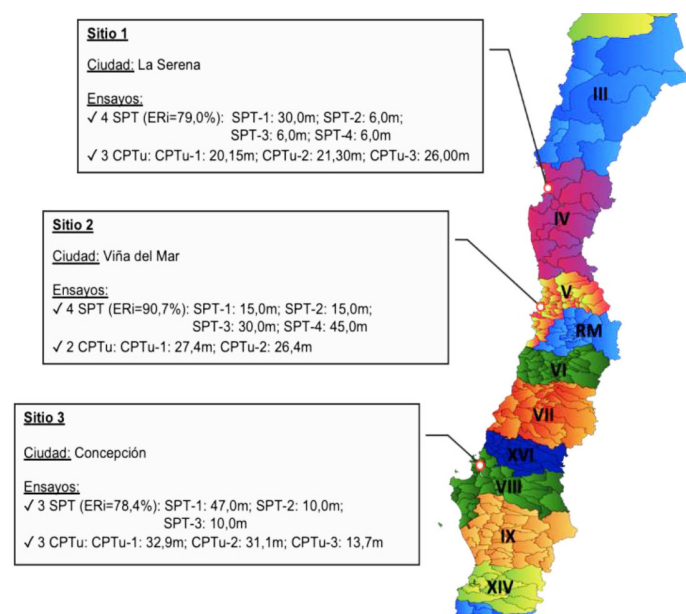 Sitio 1
Ciudad: La Serena
Ensayos:
✓ 4 SPT (ERi=79,0%): SPT-1: 30,0m; SPT-2: 6,0m;
SPT-3: 6,0m; SPT-4: 6,0m
✓ 3 CPTu: CPTu-1: 20,15m; CPTu-2: 21,30m; CPTu-3: 26,00m
Sitio 2
Ciudad: Viña del Mar
Ensayos:
✓ 4 SPT (ERi=90,7%): SPT-1: 15,0m; SPT-2: 15,0m;
SPT-3: 30,0m; SPT-4: 45,0m
✓ 2 CPTu: CPTu-1: 27,4m; CPTu-2: 26,4m
Sitio 3
Ciudad: Concepción
Ensayos:
✓ 3 SPT (ERi=78,4%): SPT-1: 47,0m; SPT-2: 10,0m;
SPT-3: 10,0m
✓ 3 CPTu: CPTu-1: 32,9m; CPTu-2: 31,1m; CPTu-3: 13,7m
III
IV
V
RM
VI
VII
XVI
VIII
IX
XIV